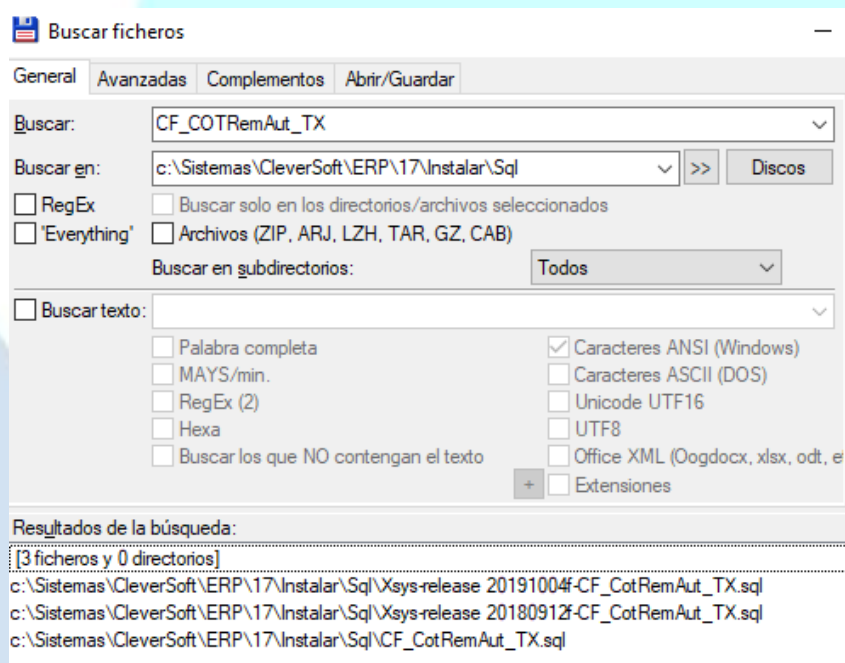 Buscar ficheros
General Avanzadas Complementos Abrir/Guardar
Buscar: CF_COTRemAut_TX
Buscar en: c:\Sistemas\CleverSoft\ERP\17\Instalar\Sql >> Discos
RegEx Buscar solo en los directorios/archivos seleccionados
'Everything' Archivos (ZIP, ARJ, LZH, TAR, GZ, CAB)
Buscar en subdirectorios: Todos
Buscar texto:
Palabra completa Caracteres ANSI (Windows)
MAYS/min. Caracteres ASCII (DOS)
RegEx (2) Unicode UTF16
Hexa UTF8
Buscar los que NO contengan el texto Office XML (Oogdocx, xlsx, odt, e
+ Extensiones
Resultados de la búsqueda:
[3 ficheros y 0 directorios]
c:\Sistemas\CleverSoft\ERP\17\Instalar\Sql\Xsys-release 20191004f-CF_CotRemAut_TX.sql
c:\Sistemas\CleverSoft\ERP\17\Instalar\Sql\Xsys-release 20180912f-CF_CotRemAut_TX.sql
c:\Sistemas\CleverSoft\ERP\17\Instalar\Sql\CF_CotRemAut_TX.sql